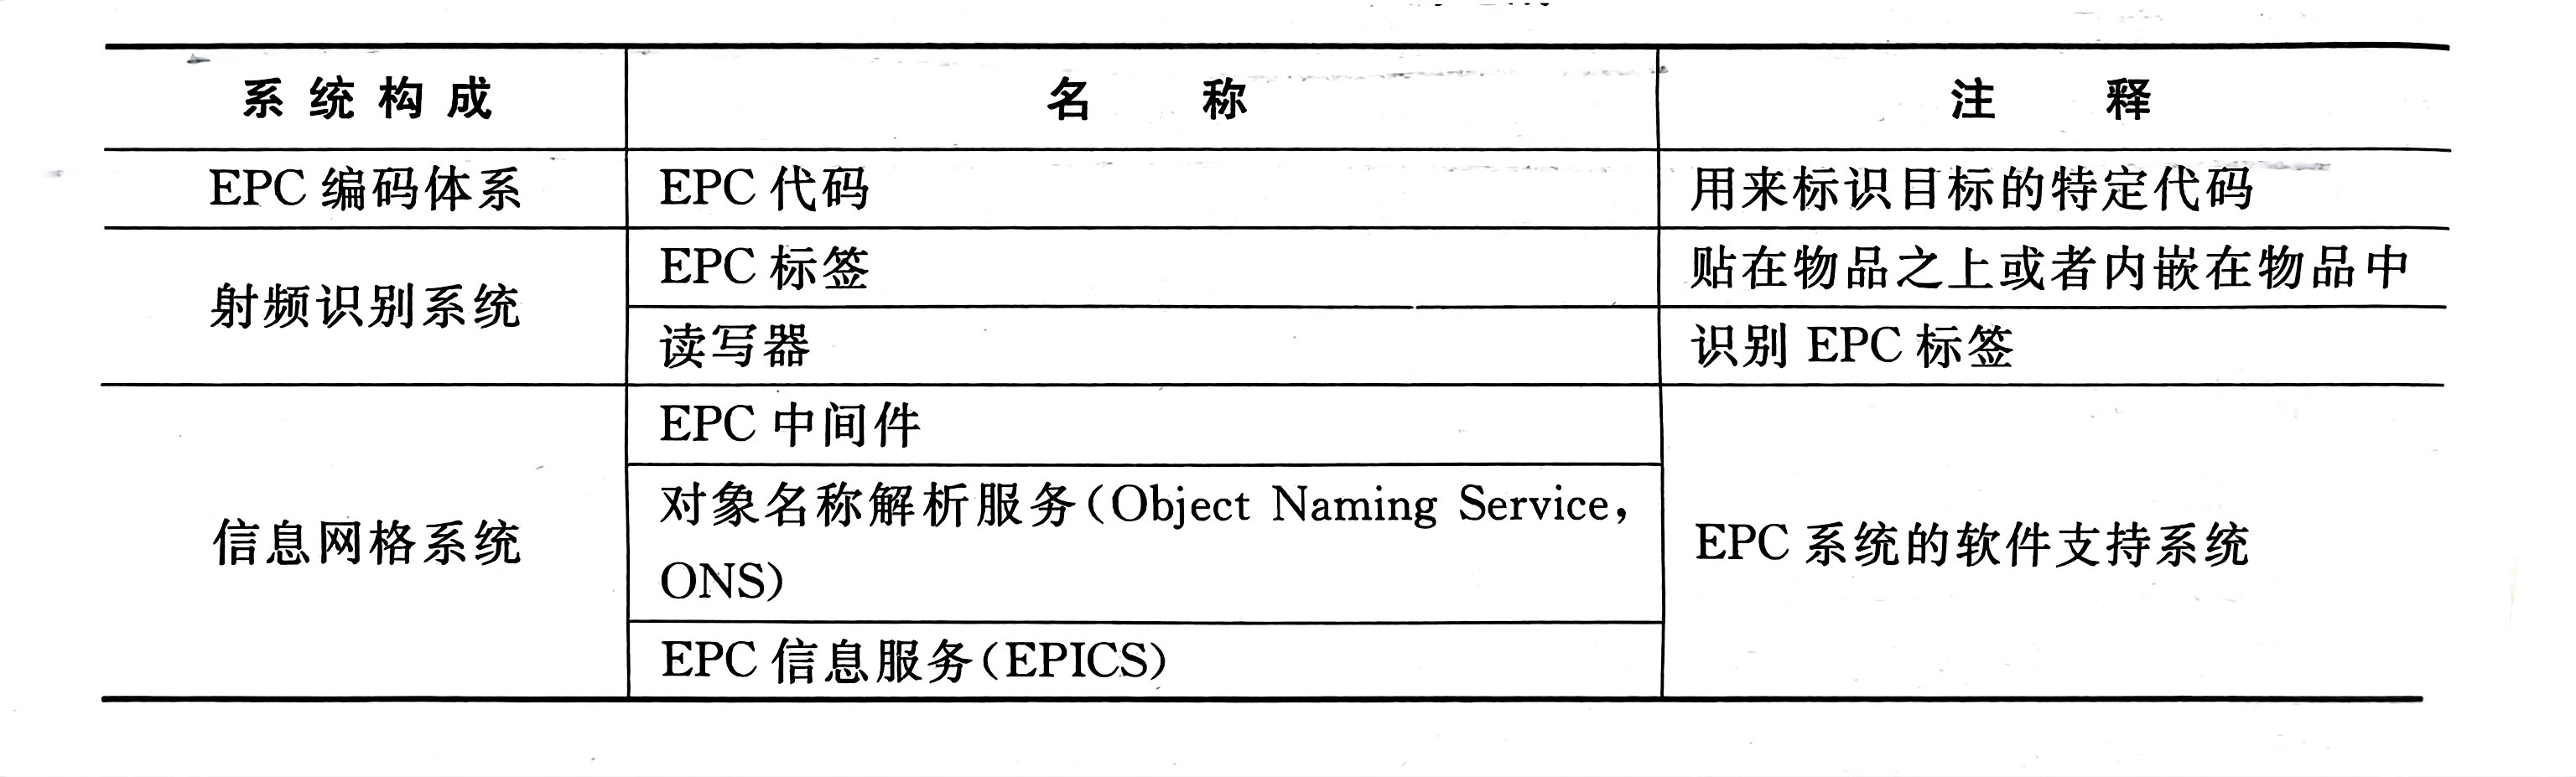 系统构成 名称 注释
EPC 编码体系 EPC 代码 用来标识目标的特定代码
射频识别系统 EPC 标签 贴在物品之上或者内嵌在物品中
读写器 识别 EPC 标签
信息网格系统 EPC 中间件 EPC 系统的软件支持系统
对象名称解析服务(Object Naming Service,
ONS)
EPC 信息服务(EPICS)